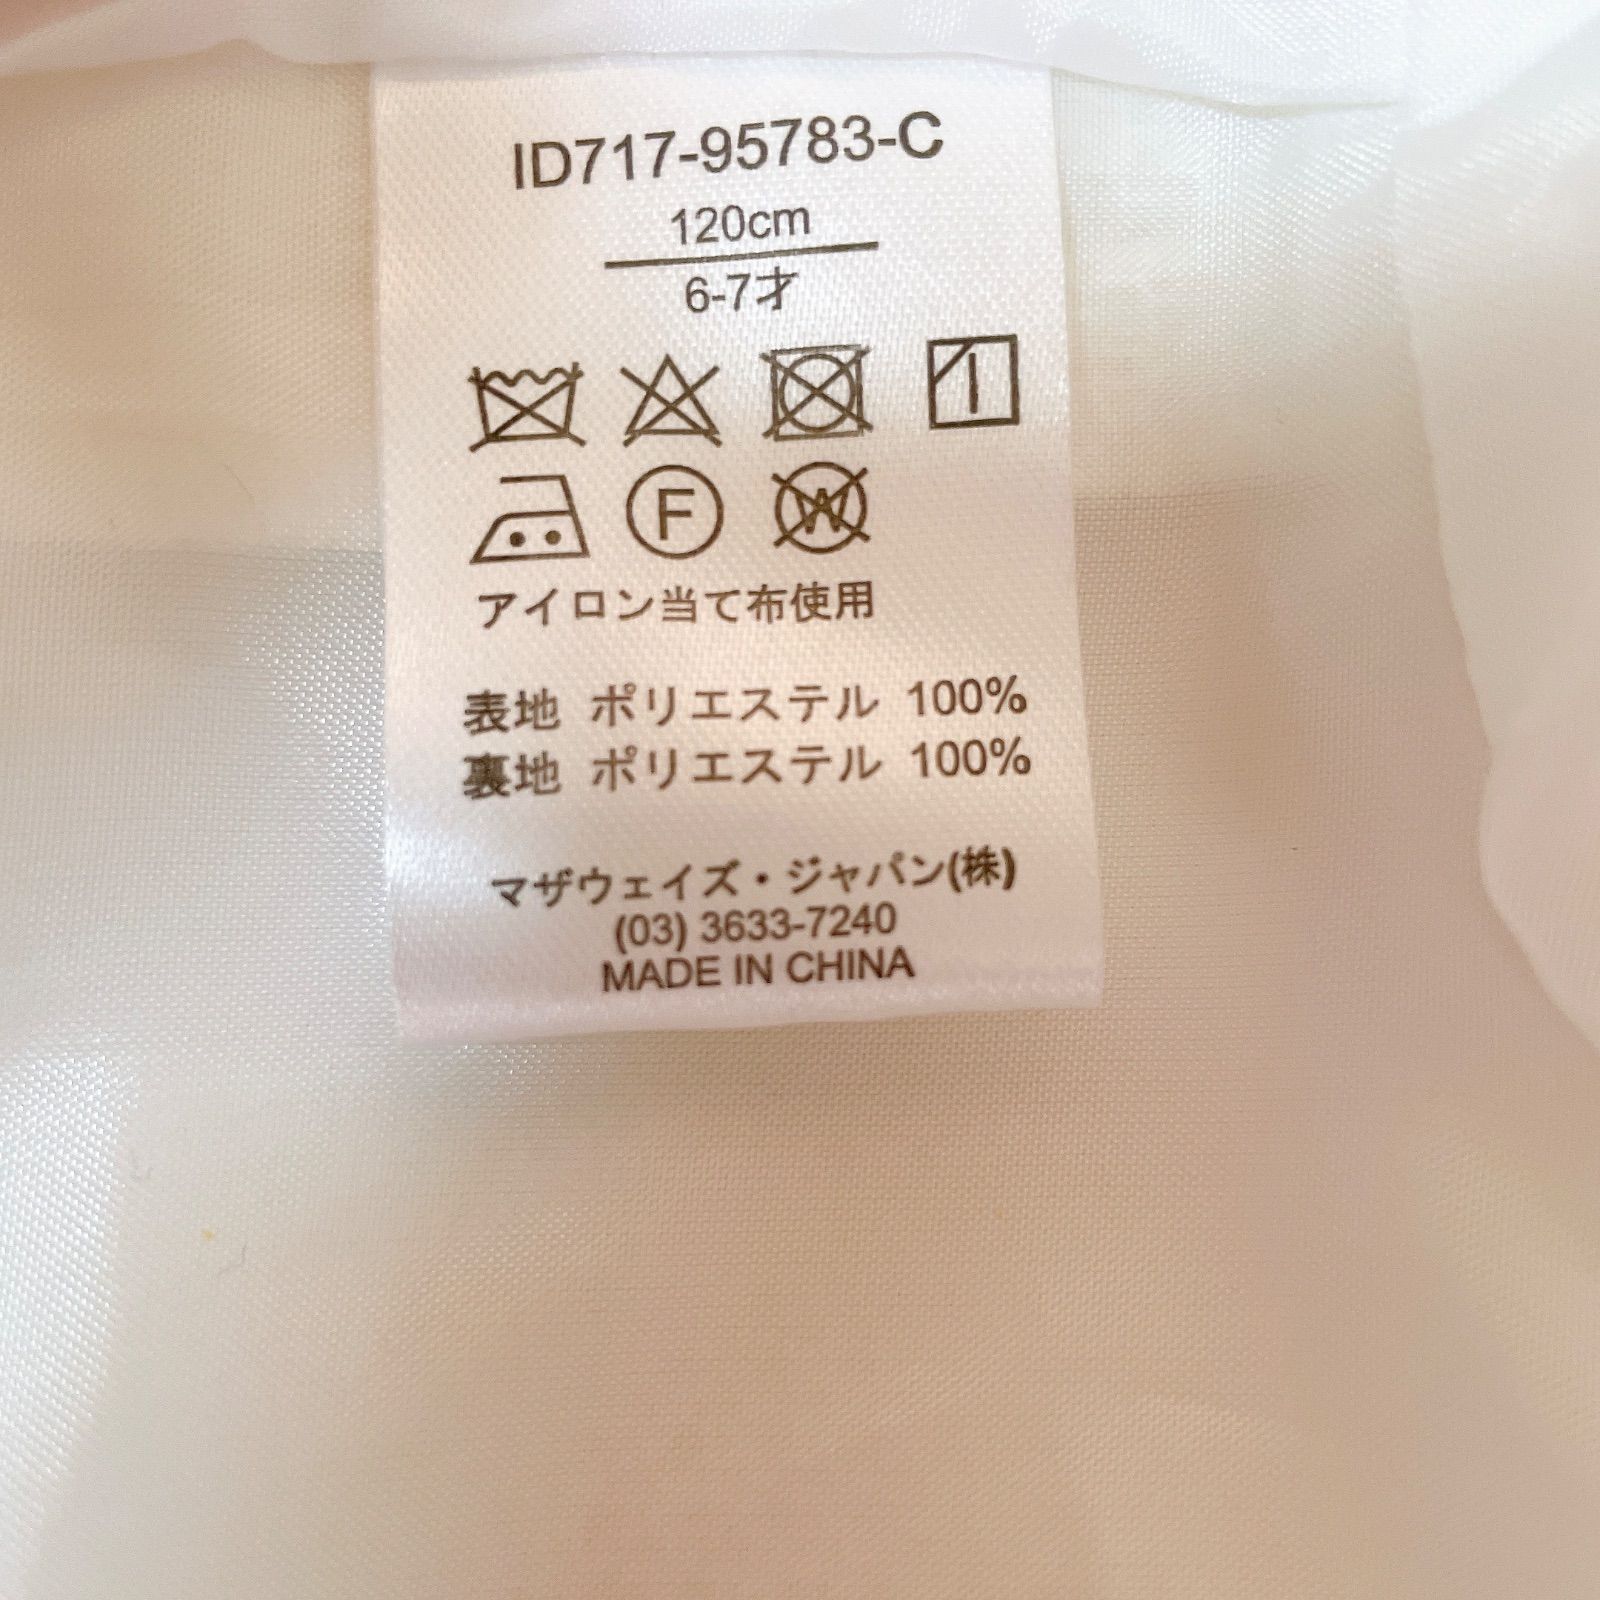 ID717-95783-C
120cm
6-7才
F
W
アイロン当て布使用
表地 ポリエステル 100%
裏地 ポリエステル 100%
マザウェイズ・ジャパン(株)
(03) 3633-7240
MADE IN CHINA